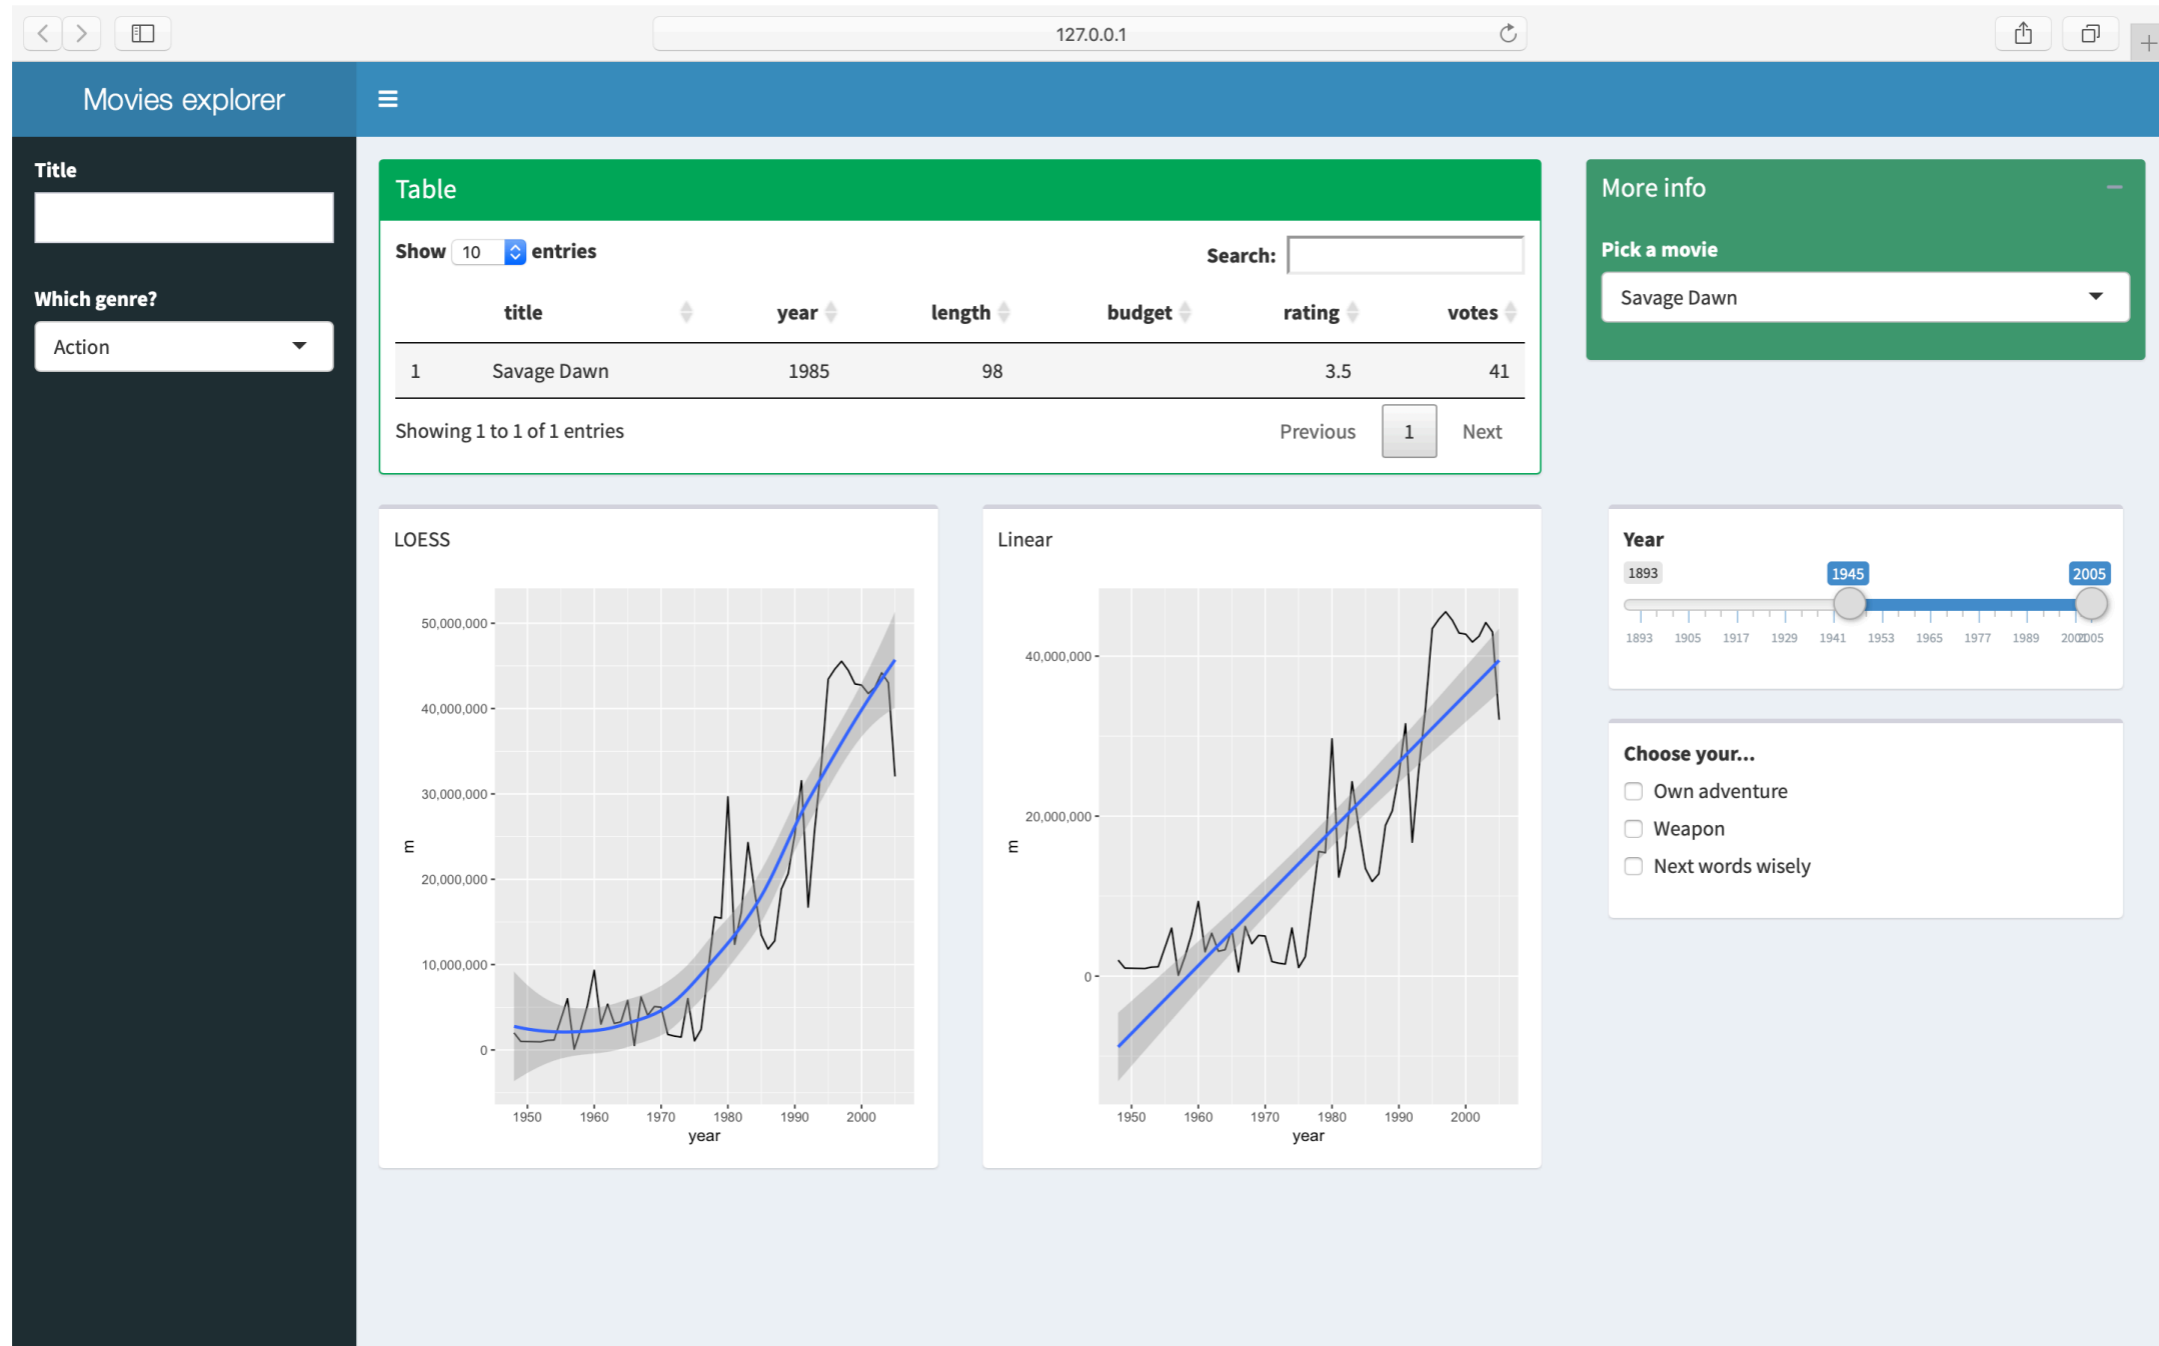 127.0.0.1
Movies explorer
Title
Which genre?
Action
Table
Show 10 entries
Search:
title year length budget rating votes
1 Savage Dawn 1985 98 3.5 41
Showing 1 to 1 of 1 entries
Previous 1 Next
More info
Pick a movie
Savage Dawn
LOESS
50,000,000
40,000,000
30,000,000
20,000,000
10,000,000
0
m
1950 1960 1970 1980 1990 2000
year
Linear
40,000,000
20,000,000
0
m
1950 1960 1970 1980 1990 2000
year
Year
1893 1945 2005
1893 1905 1917 1929 1941 1953 1965 1977 1989 2005
Choose your...
Own adventure
Weapon
Next words wisely